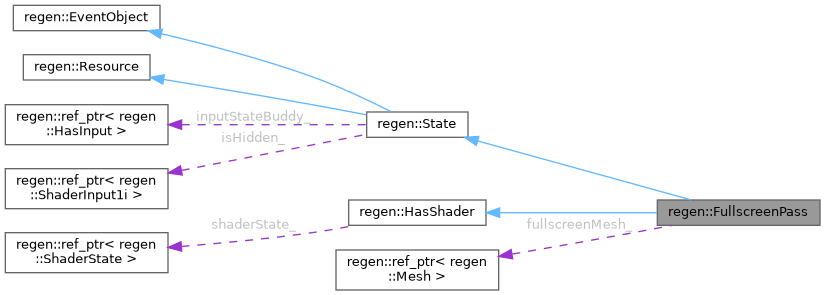 regen::EventObject
regen::Resource
regen::ref_ptr< regen
::HasInput >
inputStateBuddy_
regen::State
isHidden_
regen::ref_ptr< regen
::ShaderInput1i >
regen::HasShader
regen::FullscreenPass
shaderState_
fullscreenMesh_
regen::ref_ptr< regen
::ShaderState >
regen::ref_ptr< regen
::Mesh >